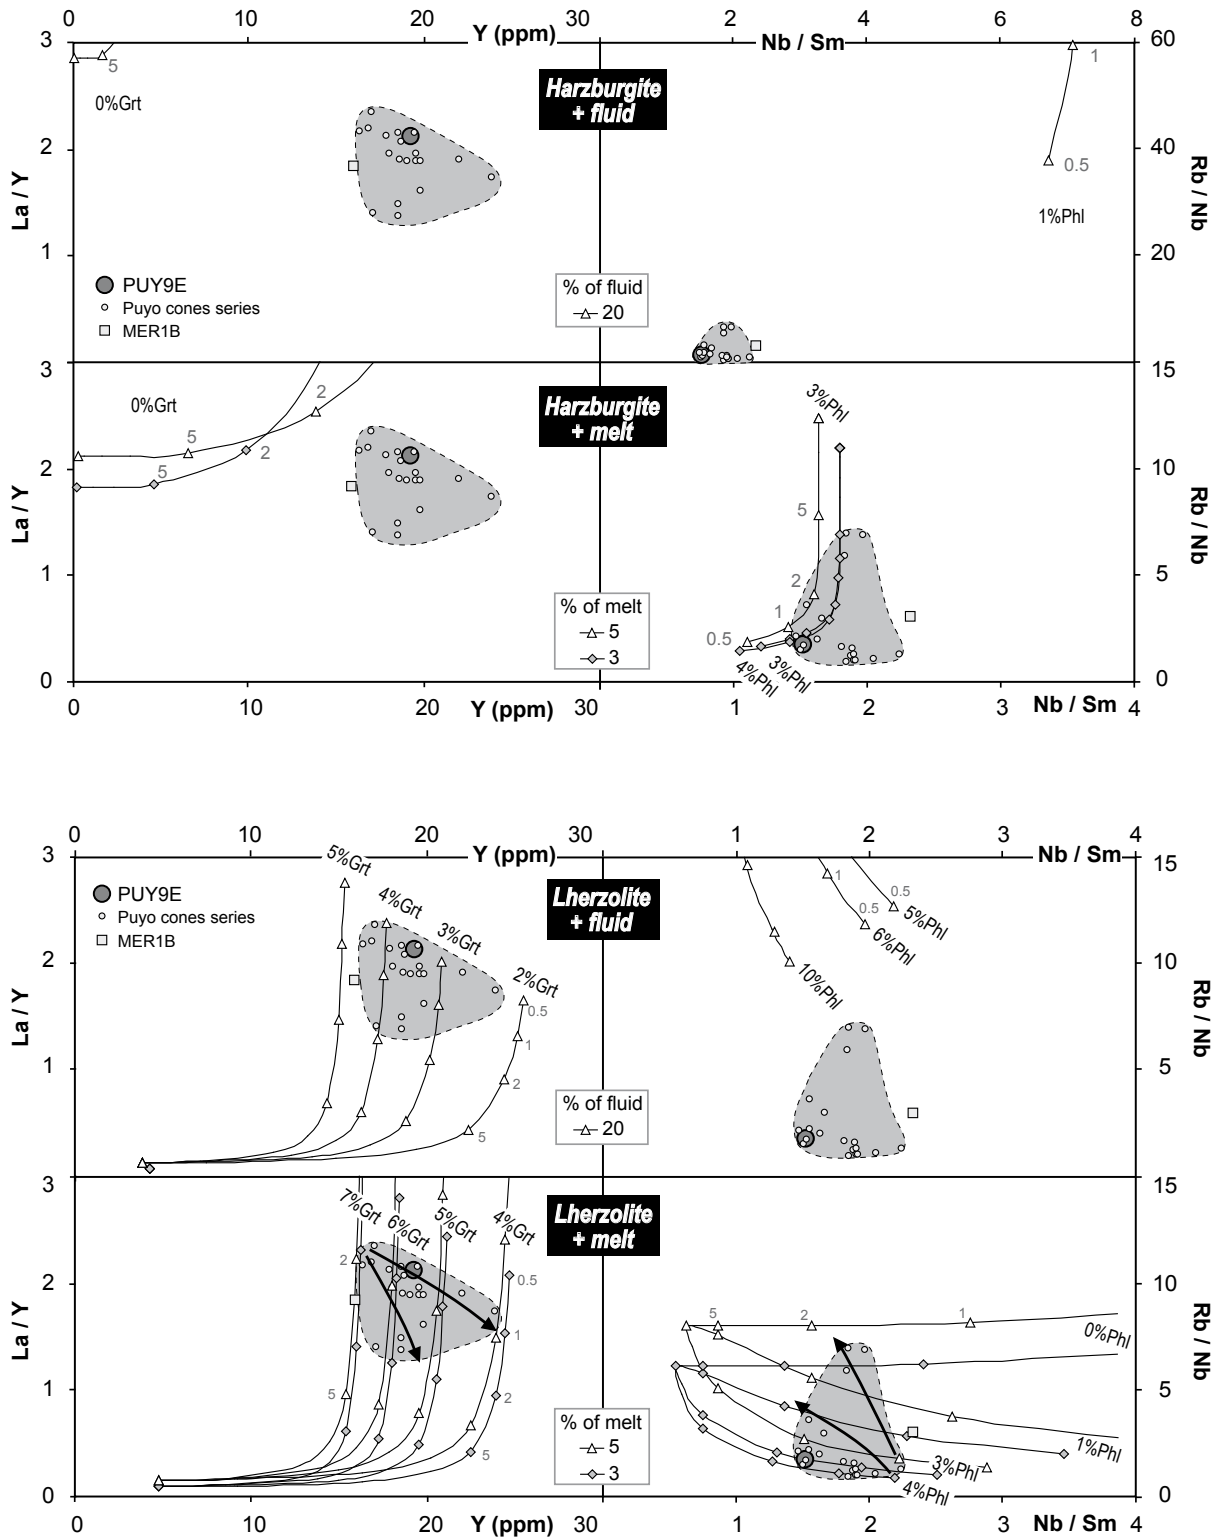 0 10 20 30 2 4 6 8
Y (ppm) Nb / Sm
3 60
5 1
0%Grt
Harzburgite
+ fluid
2 40
0.5
La / Y Rb / Nb
1%Phl
1 20
PUY9E
Puyo cones series
MER1B
% of fluid
20
3 15
0%Grt
2
5
2
5
Harzburgite
+ melt
3%Phl
2 10
5
La / Y Rb / Nb
1 5
2
1
0.5
% of melt
5
3
4%Phl 3%Phl
0 0
0 10 20 Y (ppm) 30 1 2 3 Nb / Sm 4
0 10 20 30 1 2 3 4
Y (ppm) Nb / Sm
3 15
5%Grt
4%Grt
3%Grt
2%Grt
PUY9E
Puyo cones series
MER1B
Lherzolite
+ fluid
1
0.5
0.5
5%Phl
6%Phl
10%Phl
2 10
0.5
1
2
5
La / Y Rb / Nb
1 5
% of fluid
20
3 15
7%Grt
6%Grt
5%Grt
4%Grt
Lherzolite
+ melt
2
0.5
2 10
1
5 2 1
0%Phl
La / Y Rb / Nb
1 5
5
2
5
% of melt
5
3
1%Phl
3%Phl
4%Phl
0 0
0 10 20 Y (ppm) 30 1 2 3 Nb / Sm 4